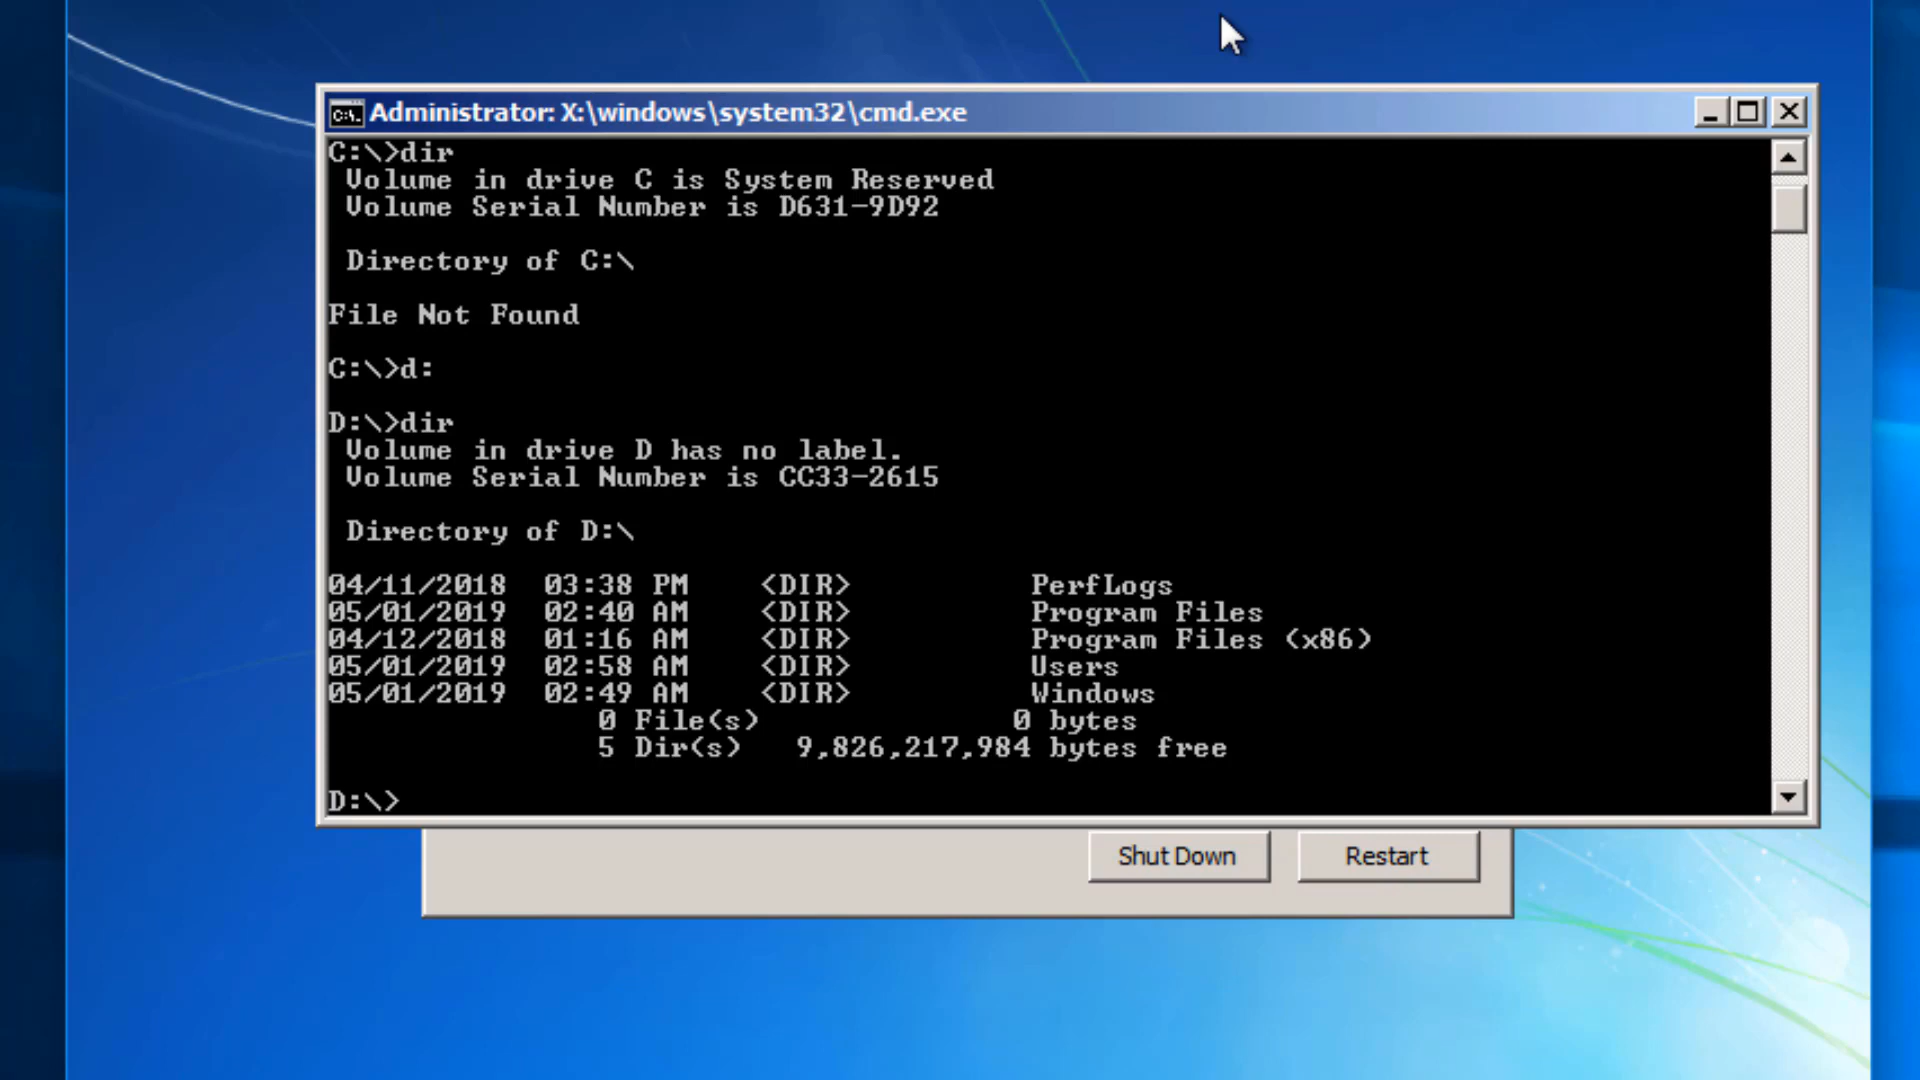 Administrator: X:\windows\system32\cmd.exe
C:\>dir
Volume in drive C is System Reserved
Volume Serial Number is D631-9D92
Directory of C:\
File Not Found
C:\>d:
D:\>dir
Volume in drive D has no label.
Volume Serial Number is CC33-2615
Directory of D:\
04/11/2018 03:38 PM <DIR> PerfLogs
05/01/2019 02:40 AM <DIR> Program Files
04/12/2018 01:16 AM <DIR> Program Files (x86)
05/01/2019 02:58 AM <DIR> Users
05/01/2019 02:49 AM <DIR> Windows
0 File(s) 0 bytes
5 Dir(s) 9,826,217,984 bytes free
D:\>
Shut Down Restart